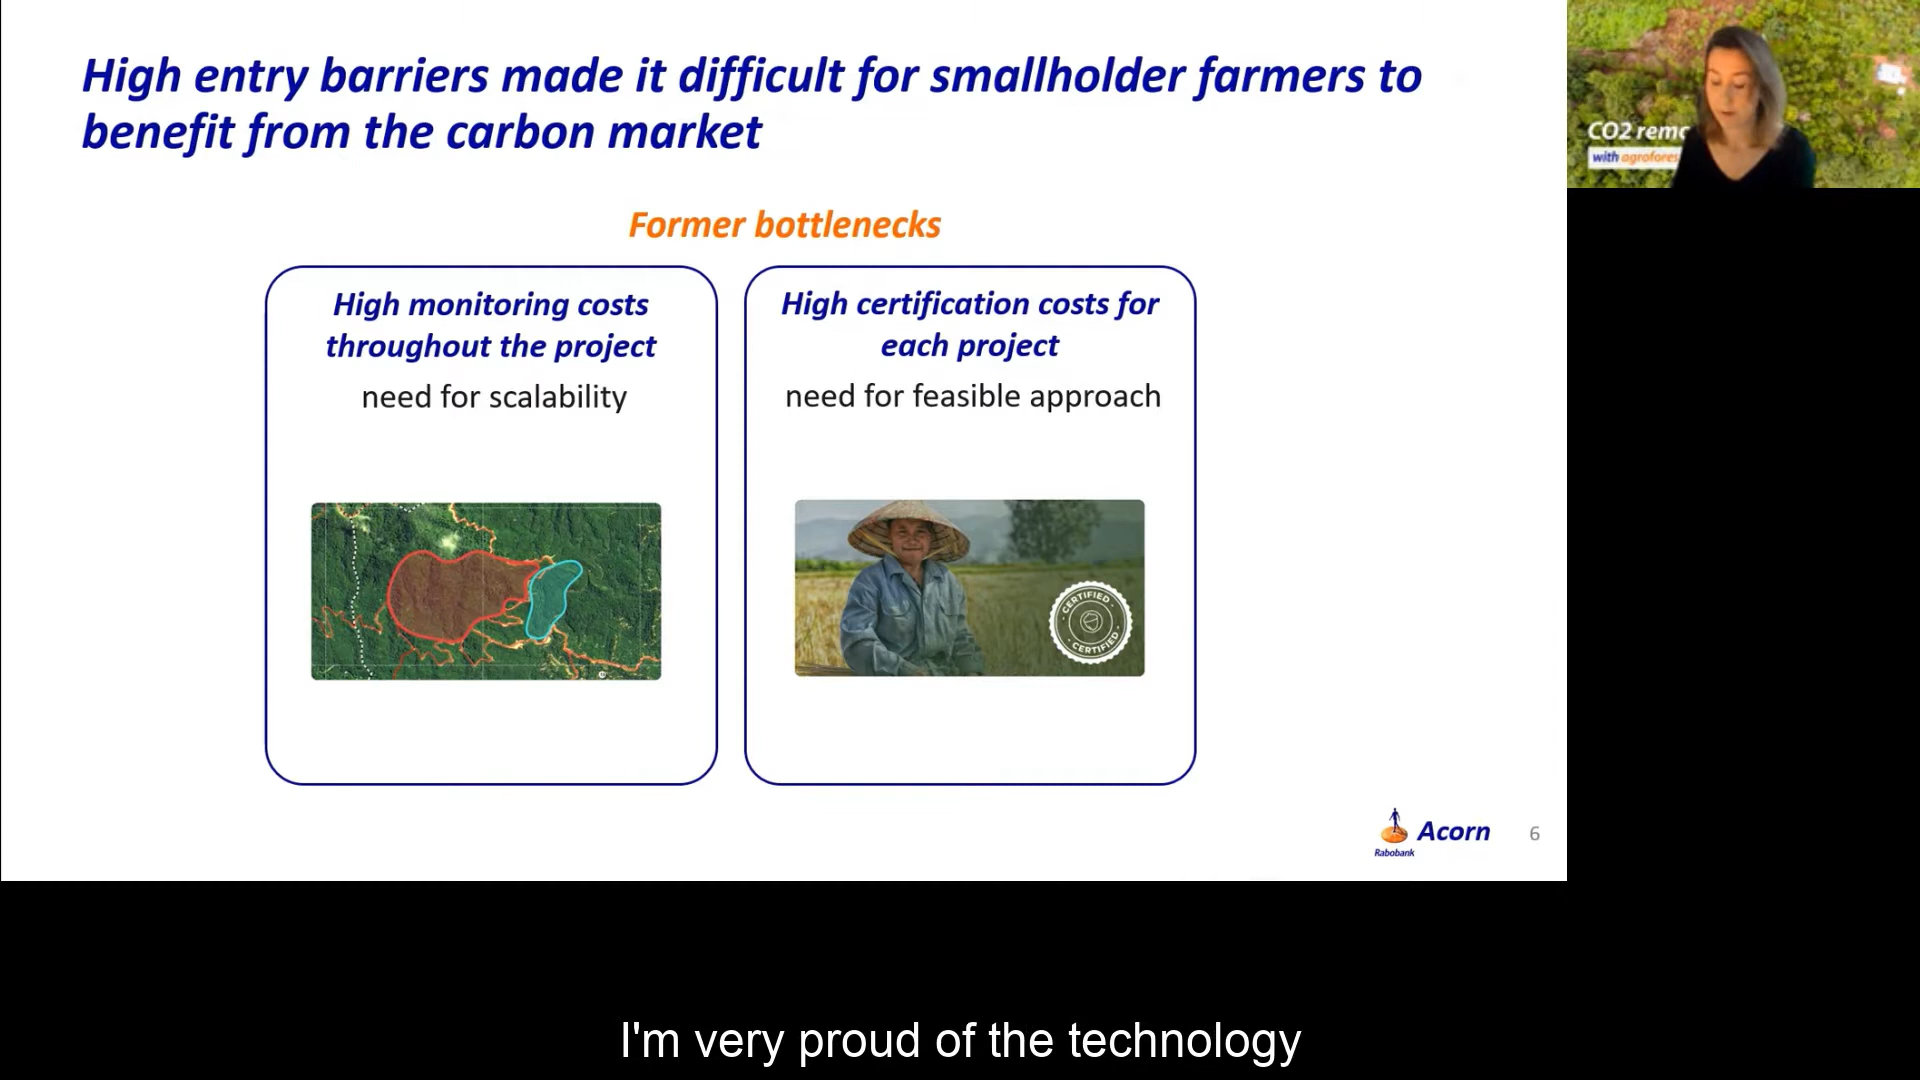 High entry barriers made it difficult for smallholder farmers to
benefit from the carbon market
Former bottlenecks
High monitoring costs
throughout the project
need for scalability
High certification costs for
each project
need for feasible approach
CERTIFIED
CERTIFIED
Rabobank
Acorn
6
CO2 remo
with agrofores
I'm very proud of the technology